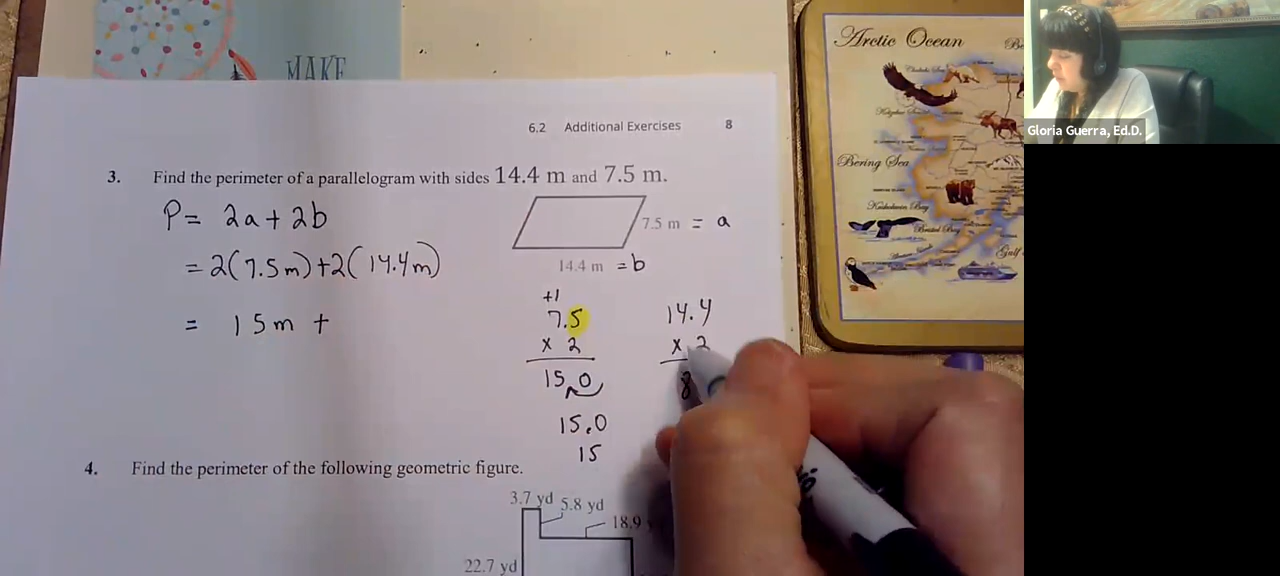 MAKE
Arctic Ocean
Bering Sea
Bristol Bay
Gulf
Gloria Guerra, Ed.D.
6.2 Additional Exercises 8
3. Find the perimeter of a parallelogram with sides 14.4 m and 7.5 m.
P = 2a + 2b
= 2(7.5m)+2(14.4m)
= 15m +
7.5 m = a
14.4 m = b
+1
7.5
x 2
15.0
15.0
15
14.4
x 2
8
4. Find the perimeter of the following geometric figure.
3.7 yd 5.8 yd
18.9
22.7 yd